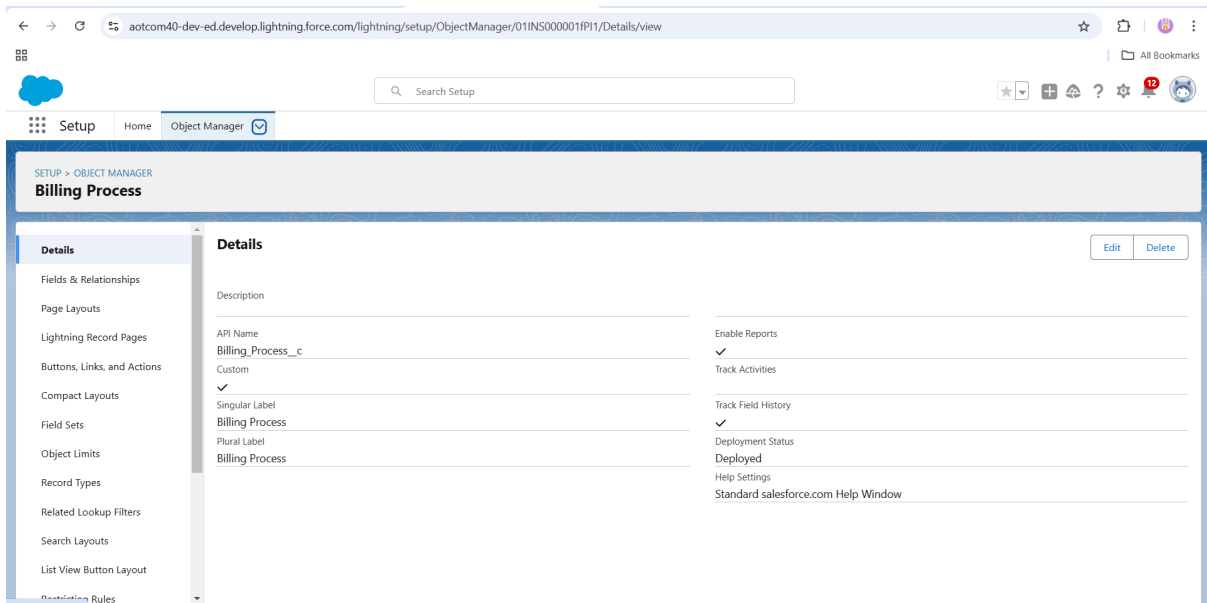 aotcom40-dev-ed.develop.lightning.force.com/lightning/setup/ObjectManager/01INS000001fPI1/Details/view
All Bookmarks
Search Setup
12
Setup
Home
Object Manager
SETUP > OBJECT MANAGER
Billing Process
Details
Fields & Relationships
Page Layouts
Lightning Record Pages
Buttons, Links, and Actions
Compact Layouts
Field Sets
Object Limits
Record Types
Related Lookup Filters
Search Layouts
List View Button Layout
Restriction Rules
Details
Edit
Delete
Description
API Name
Billing_Process__c
Custom
Singular Label
Billing Process
Plural Label
Billing Process
Enable Reports
Track Activities
Track Field History
Deployment Status
Deployed
Help Settings
Standard salesforce.com Help Window